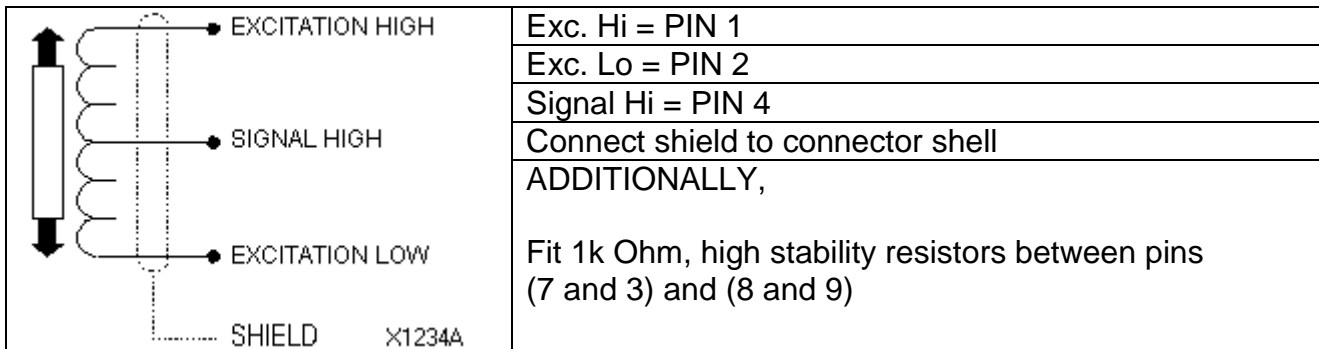 EXCITATION HIGH
SIGNAL HIGH
EXCITATION LOW
SHIELD X1234A
Exc. Hi = PIN 1
Exc. Lo = PIN 2
Signal Hi = PIN 4
Connect shield to connector shell
ADDITIONALLY,
Fit 1k Ohm, high stability resistors between pins
(7 and 3) and (8 and 9)